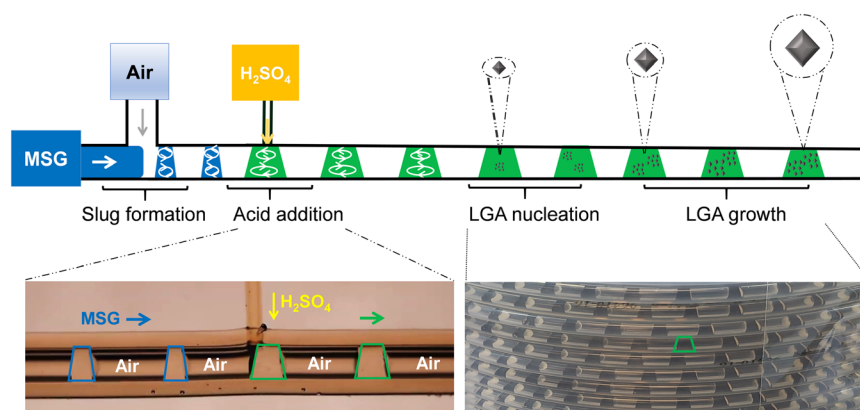 Air
H₂SO₄
MSG
Slug formation
Acid addition
LGA nucleation
LGA growth
MSG
H₂SO₄
Air
Air
Air
Air